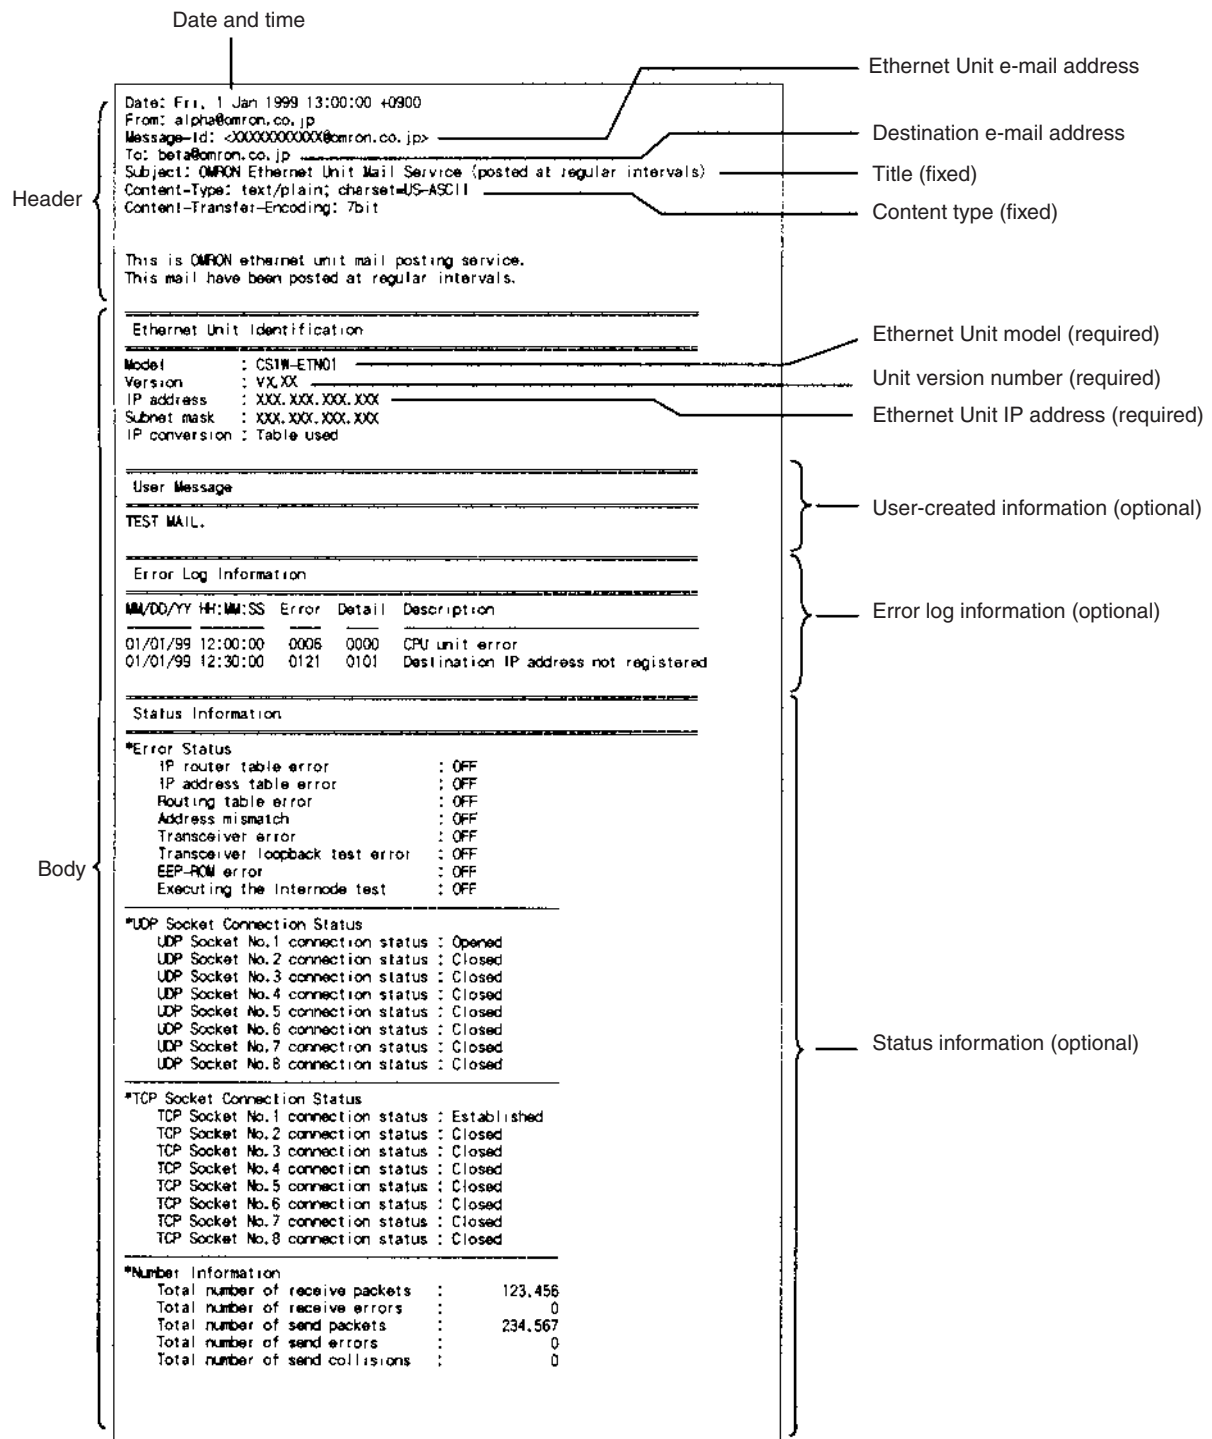 Date and time
Ethernet Unit e-mail address
Date: Fri, 1 Jan 1999 13:00:00 +0900
From: alpha@omron.co.jp
Message-Id: <XXXXXXXXXXX@omron.co.jp>
Destination e-mail address
To: beta@omron.co.jp
Subject: OMRON Ethernet Unit Mail Service (posted at regular intervals)
Title (fixed)
Content-Type: text/plain; charset=US-ASCII
Header
Content-Transfer-Encoding: 7bit
Content type (fixed)
This is OMRON ethernet unit mail posting service.
This mail have been posted at regular intervals.
Ethernet Unit Identification
Ethernet Unit model (required)
Model : CS1W-ETN01
Version : VX.XX
Unit version number (required)
IP address : XXX.XXX.XXX.XXX
Subnet mask : XXX.XXX.XXX.XXX
Ethernet Unit IP address (required)
IP conversion : Table used
User Message
User-created information (optional)
TEST MAIL.
Error Log Information
MM/DD/YY HH:MM:SS Error Detail Description
Error log information (optional)
01/01/99 12:00:00 0006 0000 CPU unit error
01/01/99 12:30:00 0121 0101 Destination IP address not registered
Status Information
*Error Status
IP router table error : OFF
IP address table error : OFF
Routing table error : OFF
Address mismatch : OFF
Transceiver error : OFF
Transceiver loopback test error : OFF
Body
EEP-ROM error : OFF
Executing the Internode test : OFF
*UDP Socket Connection Status
UDP Socket No.1 connection status : Opened
UDP Socket No.2 connection status : Closed
UDP Socket No.3 connection status : Closed
UDP Socket No.4 connection status : Closed
UDP Socket No.5 connection status : Closed
UDP Socket No.6 connection status : Closed
UDP Socket No.7 connection status : Closed
UDP Socket No.8 connection status : Closed
Status information (optional)
*TCP Socket Connection Status
TCP Socket No.1 connection status : Established
TCP Socket No.2 connection status : Closed
TCP Socket No.3 connection status : Closed
TCP Socket No.4 connection status : Closed
TCP Socket No.5 connection status : Closed
TCP Socket No.6 connection status : Closed
TCP Socket No.7 connection status : Closed
TCP Socket No.8 connection status : Closed
*Number Information
Total number of receive packets : 123,456
Total number of receive errors : 0
Total number of send packets : 234,567
Total number of send errors : 0
Total number of send collisions : 0